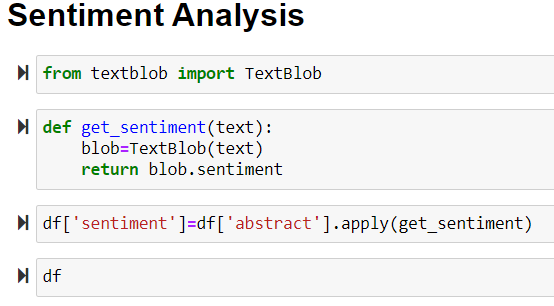 Sentiment Analysis
from textblob import TextBlob
def get_sentiment(text):
    blob=TextBlob(text)
    return blob.sentiment
df['sentiment']=df['abstract'].apply(get_sentiment)
df